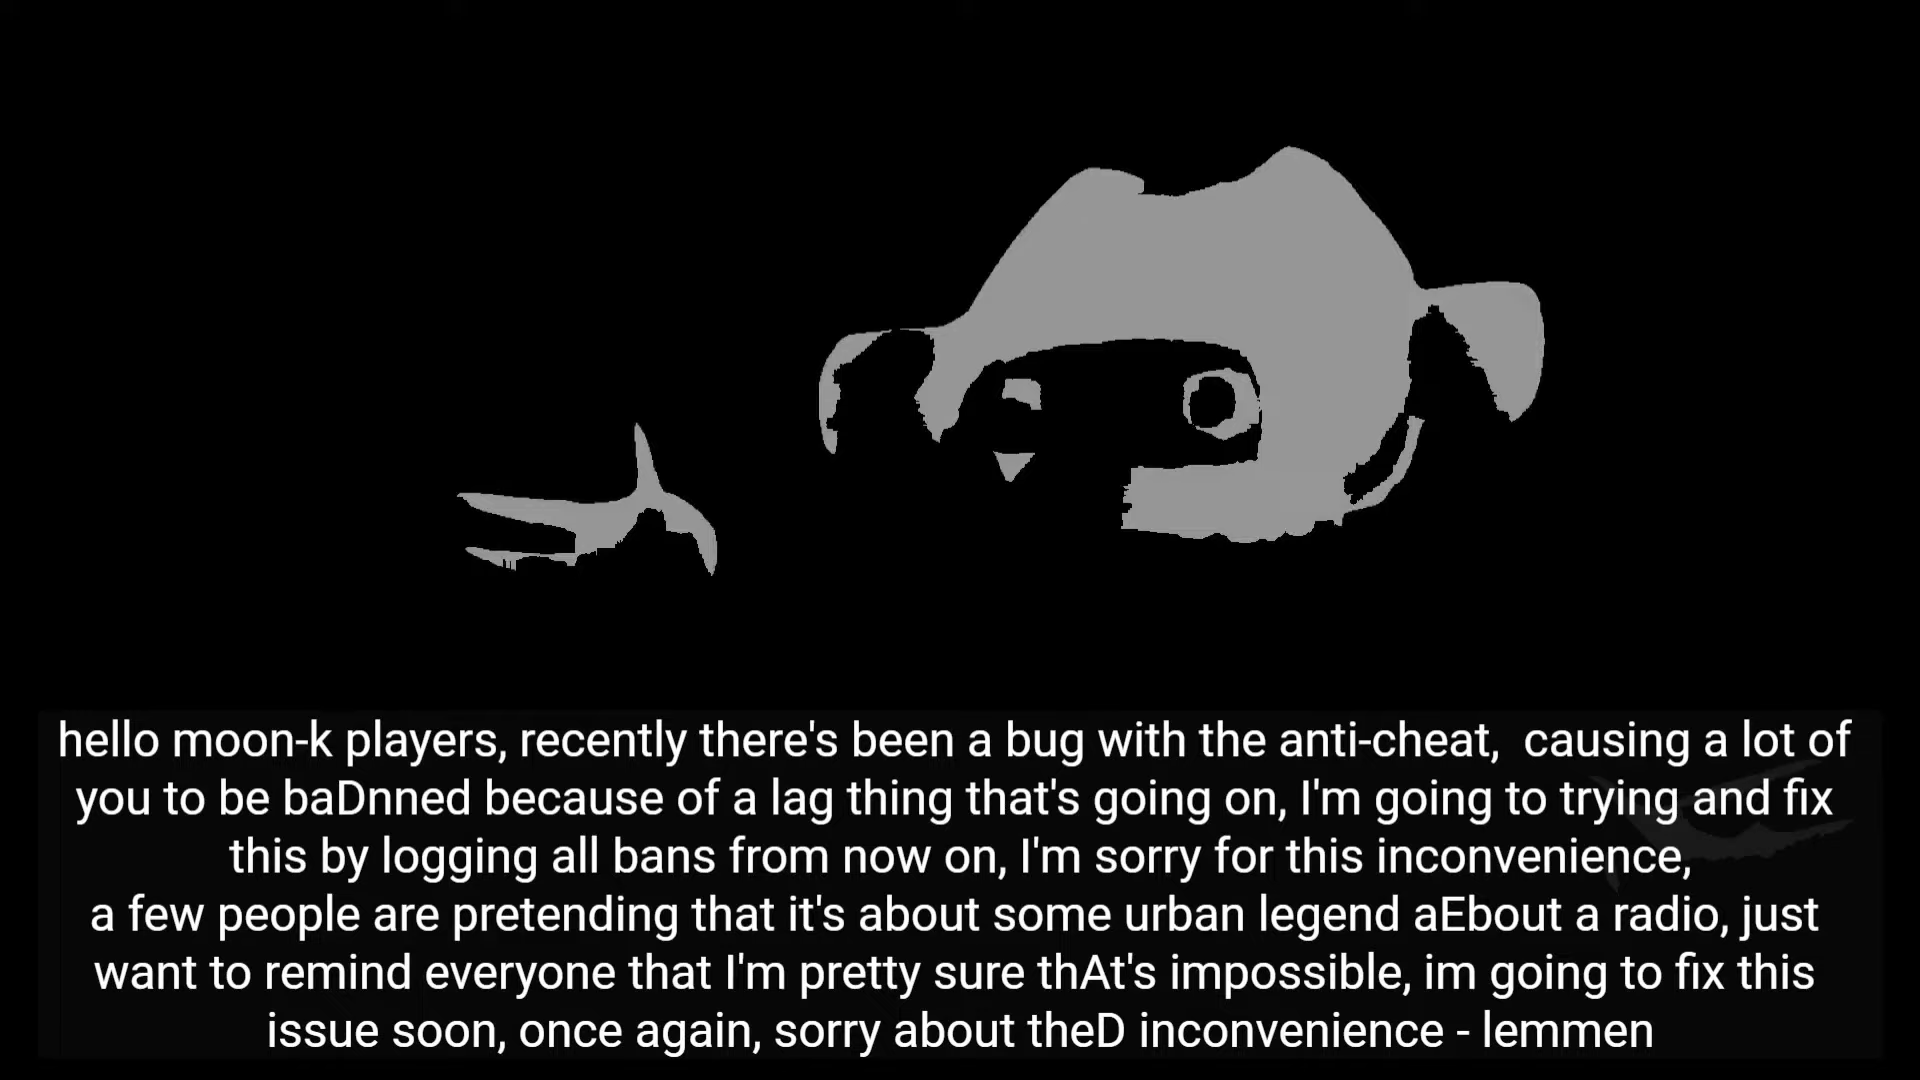 hello moon-k players, recently there's been a bug with the anti-cheat,  causing a lot of
you to be baDnned because of a lag thing that's going on, I'm going to trying and fix
this by logging all bans from now on, I'm sorry for this inconvenience,
a few people are pretending that it's about some urban legend aEbout a radio, just
want to remind everyone that I'm pretty sure thAt's impossible, im going to fix this
issue soon, once again, sorry about theD inconvenience - lemmen